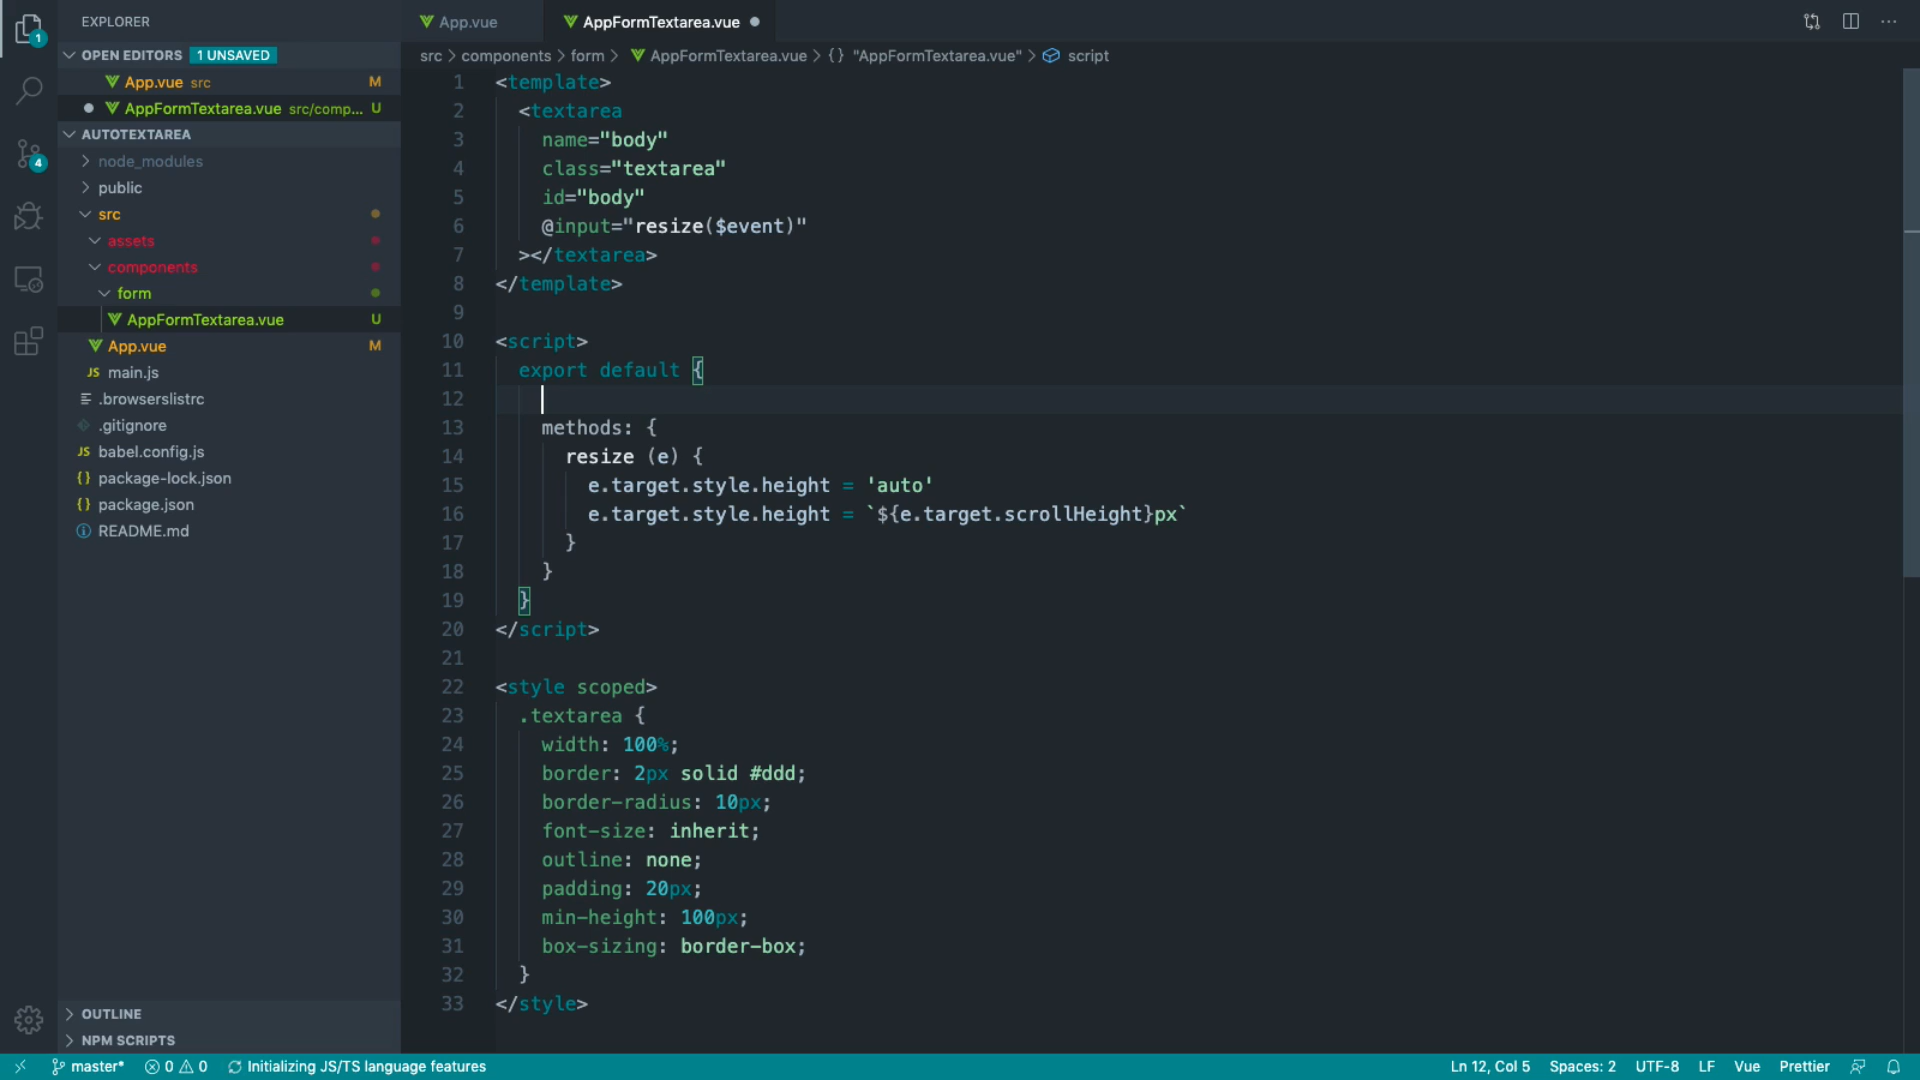 EXPLORER
OPEN EDITORS 1 UNSAVED
App.vue src M
AppFormTextarea.vue src/comp... U
AUTOTEXTAREA
node_modules
public
src
assets
components
form
AppFormTextarea.vue U
App.vue M
JS main.js
.browserslistrc
.gitignore
JS babel.config.js
{} package-lock.json
{} package.json
README.md
OUTLINE
NPM SCRIPTS
1
4
App.vue AppFormTextarea.vue
src > components > form > AppFormTextarea.vue > {} "AppFormTextarea.vue" > script
1 <template>
2 <textarea
3 name="body"
4 class="textarea"
5 id="body"
6 @input="resize($event)"
7 ></textarea>
8 </template>
9
10 <script>
11 export default {
12
13 methods: {
14 resize (e) {
15 e.target.style.height = 'auto'
16 e.target.style.height = `${e.target.scrollHeight}px`
17 }
18 }
19 }
20 </script>
21
22 <style scoped>
23 .textarea {
24 width: 100%;
25 border: 2px solid #ddd;
26 border-radius: 10px;
27 font-size: inherit;
28 outline: none;
29 padding: 20px;
30 min-height: 100px;
31 box-sizing: border-box;
32 }
33 </style>
master* 0 0 Initializing JS/TS language features Ln 12, Col 5 Spaces: 2 UTF-8 LF Vue Prettier